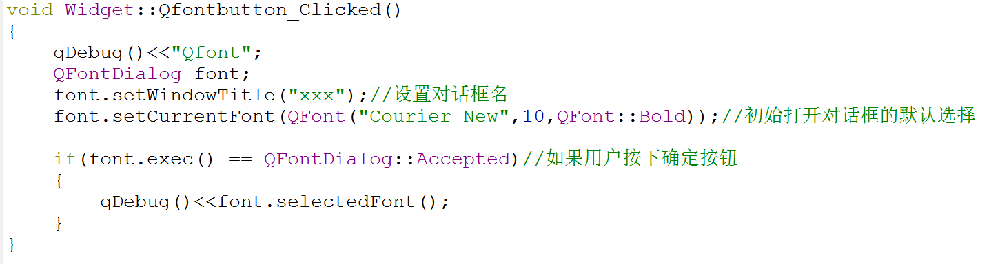 void Widget::Qfontbutton_Clicked()
{
    qDebug()<<"Qfont";
    QFontDialog font;
    font.setWindowTitle("xxx");//设置对话框名
    font.setCurrentFont(QFont("Courier New",10,QFont::Bold));//初始打开对话框的默认选择

    if(font.exec() == QFontDialog::Accepted)//如果用户按下确定按钮
    {
        qDebug()<<font.selectedFont();
    }
}